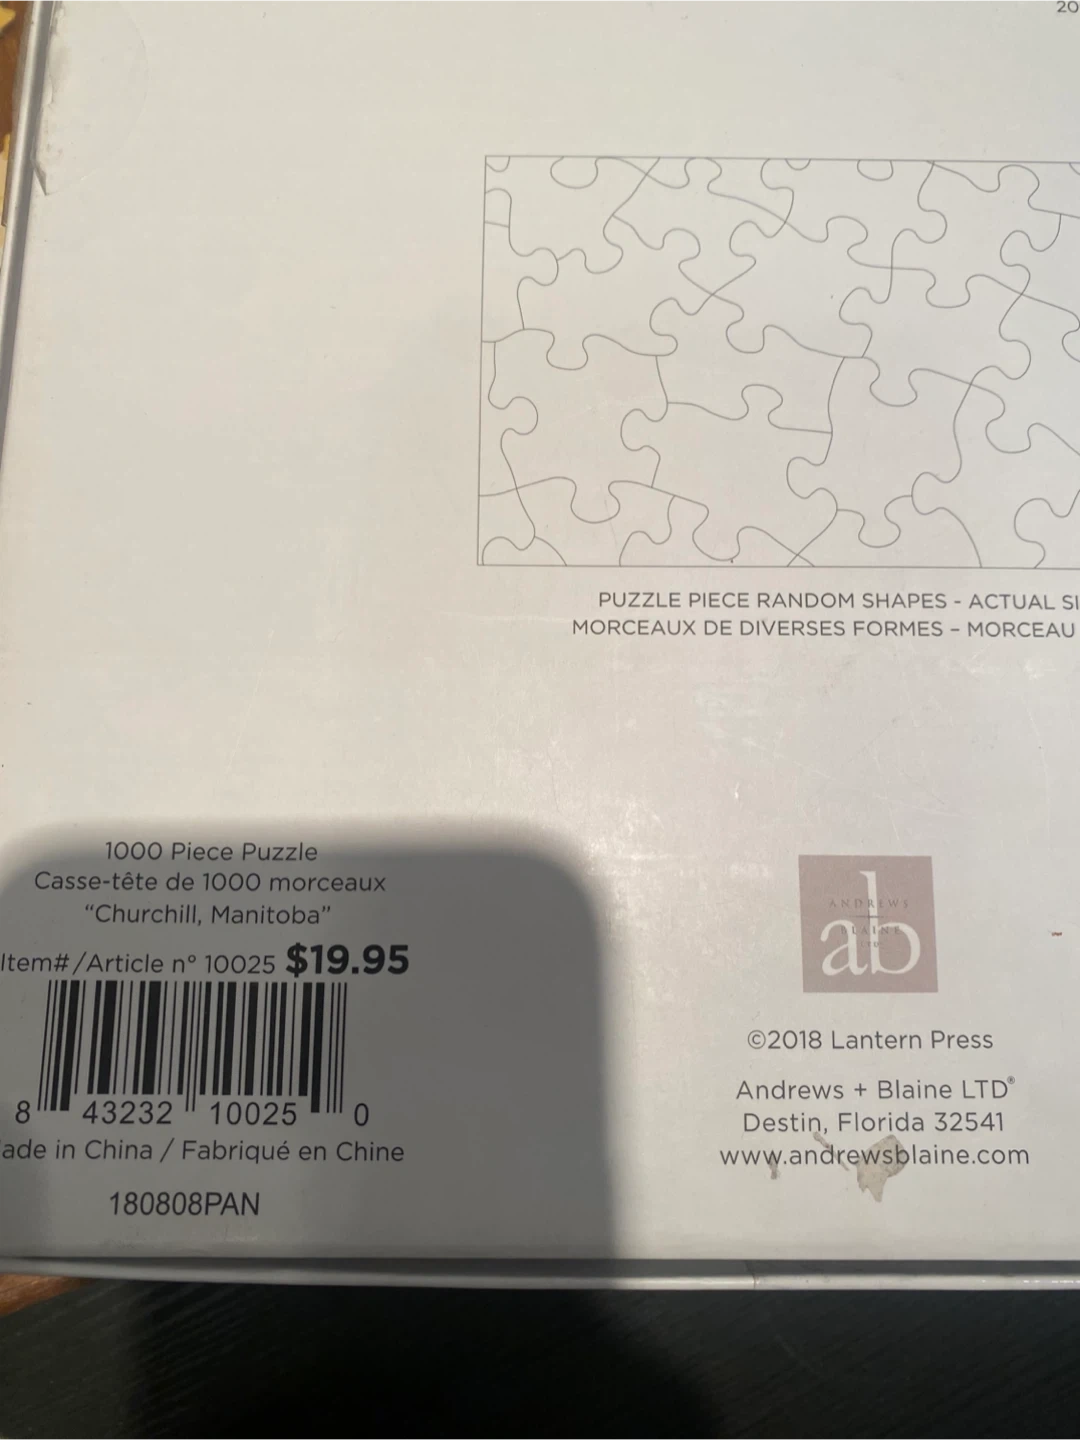 20
PUZZLE PIECE RANDOM SHAPES - ACTUAL SI
MORCEAUX DE DIVERSES FORMES – MORCEAU
1000 Piece Puzzle
Casse-tête de 1000 morceaux
“Churchill, Manitoba”
Item#/Article n° 10025 $19.95
8 43232 10025 0
ade in China / Fabriqué en Chine
180808PAN
ANDREWS
BLAINE
LTD
ab
©2018 Lantern Press
Andrews + Blaine LTD®
Destin, Florida 32541
www.andrewsblaine.com